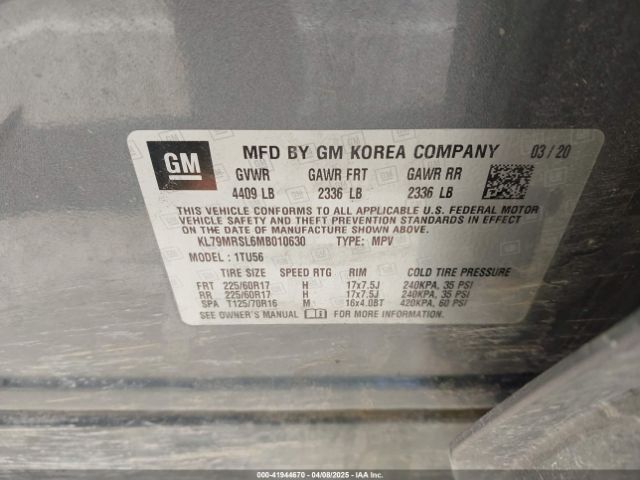 GM
MFD BY GM KOREA COMPANY 03/20
GVWR GAWR FRT GAWR RR
4409 LB 2336 LB 2336 LB
THIS VEHICLE CONFORMS TO ALL APPLICABLE U.S. FEDERAL MOTOR
VEHICLE SAFETY AND THEFT PREVENTION STANDARDS IN EFFECT
ON THE DATE OF MANUFACTURE SHOWN ABOVE.
KL79MRSL6MB010630 TYPE: MPV
MODEL: 1TU56
TIRE SIZE SPEED RTG RIM COLD TIRE PRESSURE
FRT 225/60R17 H 17x7.5J 240KPA, 35 PSI
RR 225/60R17 H 17x7.5J 240KPA, 35 PSI
SPA T125/70R16 M 16x4.0BT 420KPA, 60 PSI
SEE OWNER'S MANUAL FOR MORE INFORMATION.
000-41944670 - 04/08/2025 - IAA Inc.